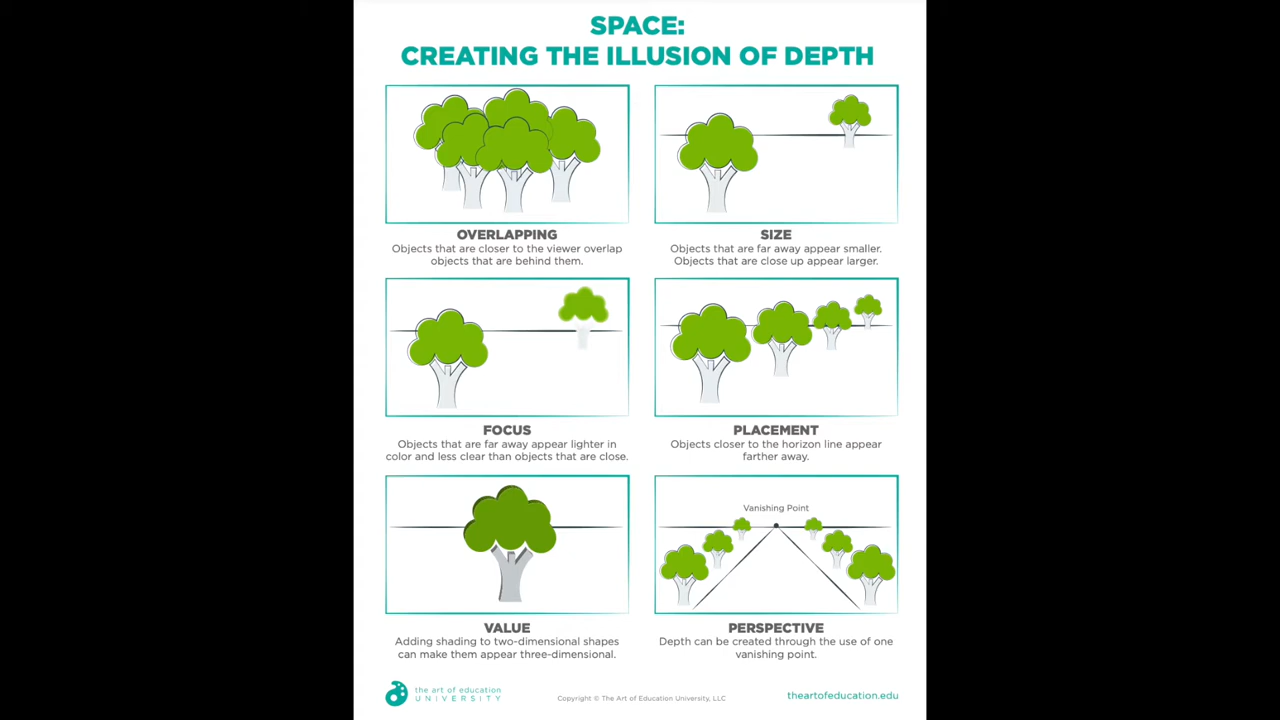 SPACE:
CREATING THE ILLUSION OF DEPTH
OVERLAPPING
Objects that are closer to the viewer overlap
objects that are behind them.
SIZE
Objects that are far away appear smaller.
Objects that are close up appear larger.
FOCUS
Objects that are far away appear lighter in
color and less clear than objects that are close.
PLACEMENT
Objects closer to the horizon line appear
farther away.
VALUE
Adding shading to two-dimensional shapes
can make them appear three-dimensional.
Vanishing Point
PERSPECTIVE
Depth can be created through the use of one
vanishing point.
the art of education
UNIVERSITY
Copyright © The Art of Education University, LLC
theartofeducation.edu